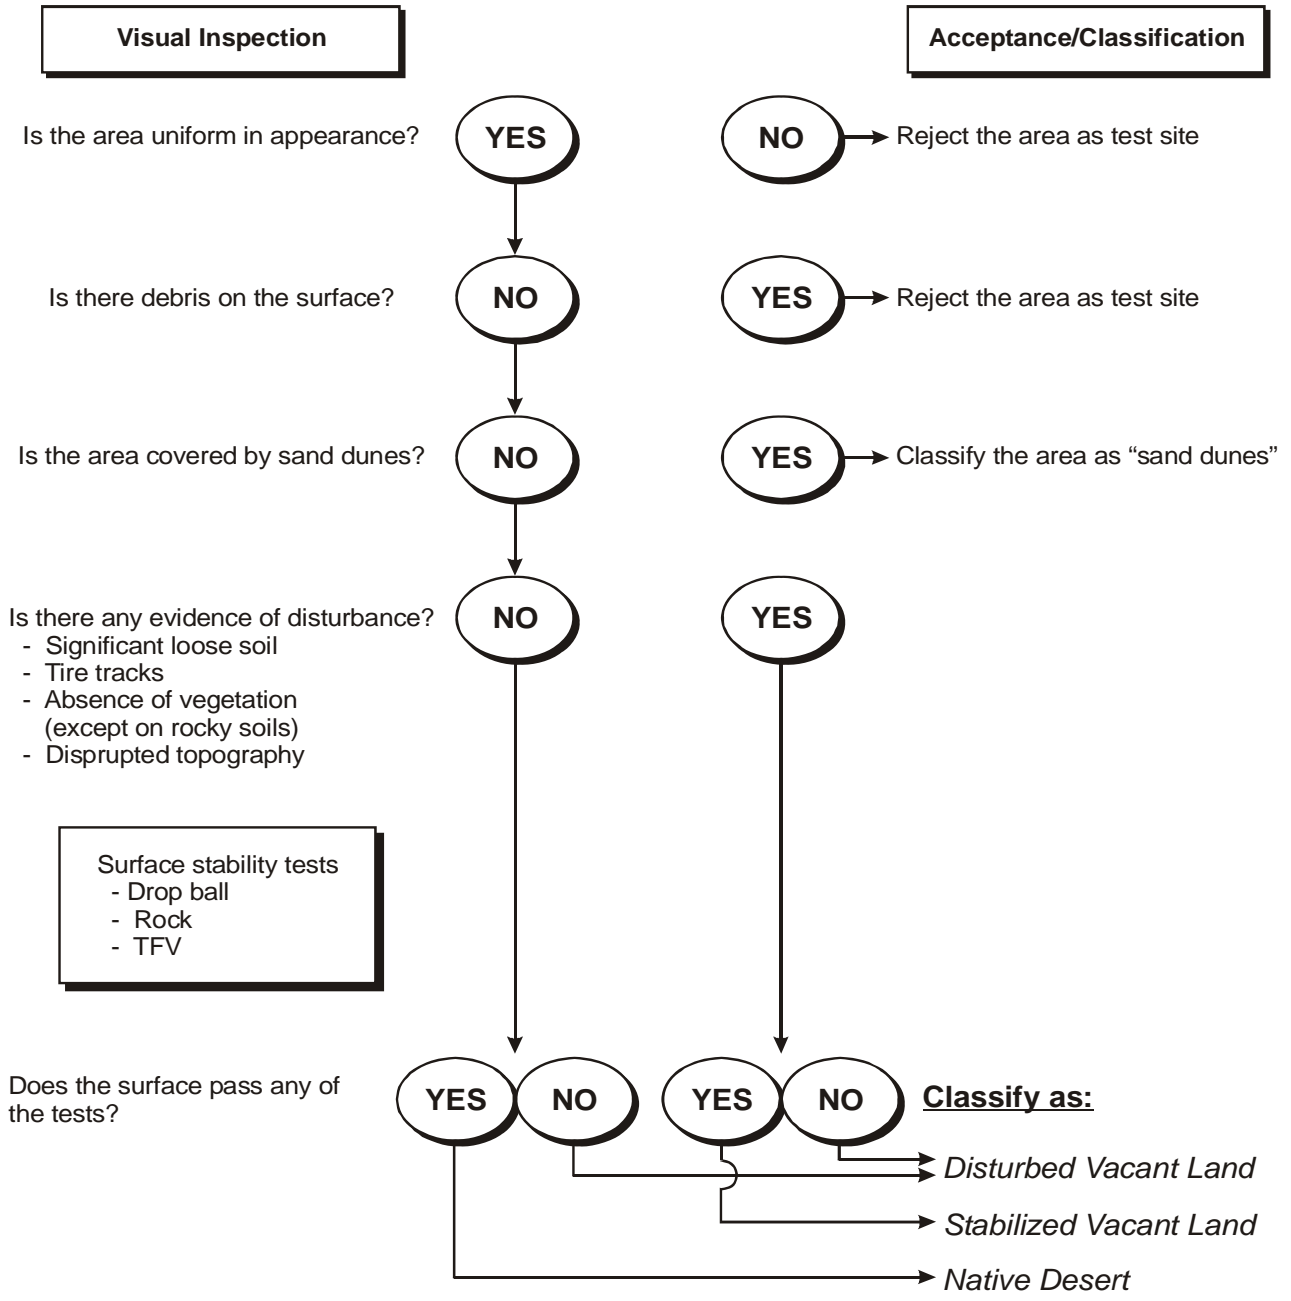 Visual Inspection
Acceptance/Classification
Is the area uniform in appearance?
YES
NO
Reject the area as test site
Is there debris on the surface?
NO
YES
Reject the area as test site
Is the area covered by sand dunes?
NO
YES
Classify the area as “sand dunes”
Is there any evidence of disturbance?
NO
YES
- Significant loose soil
- Tire tracks
- Absence of vegetation
(except on rocky soils)
- Disprupted topography
Surface stability tests
- Drop ball
- Rock
- TFV
Does the surface pass any of
the tests?
YES
NO
YES
NO
Classify as:
Disturbed Vacant Land
Stabilized Vacant Land
Native Desert